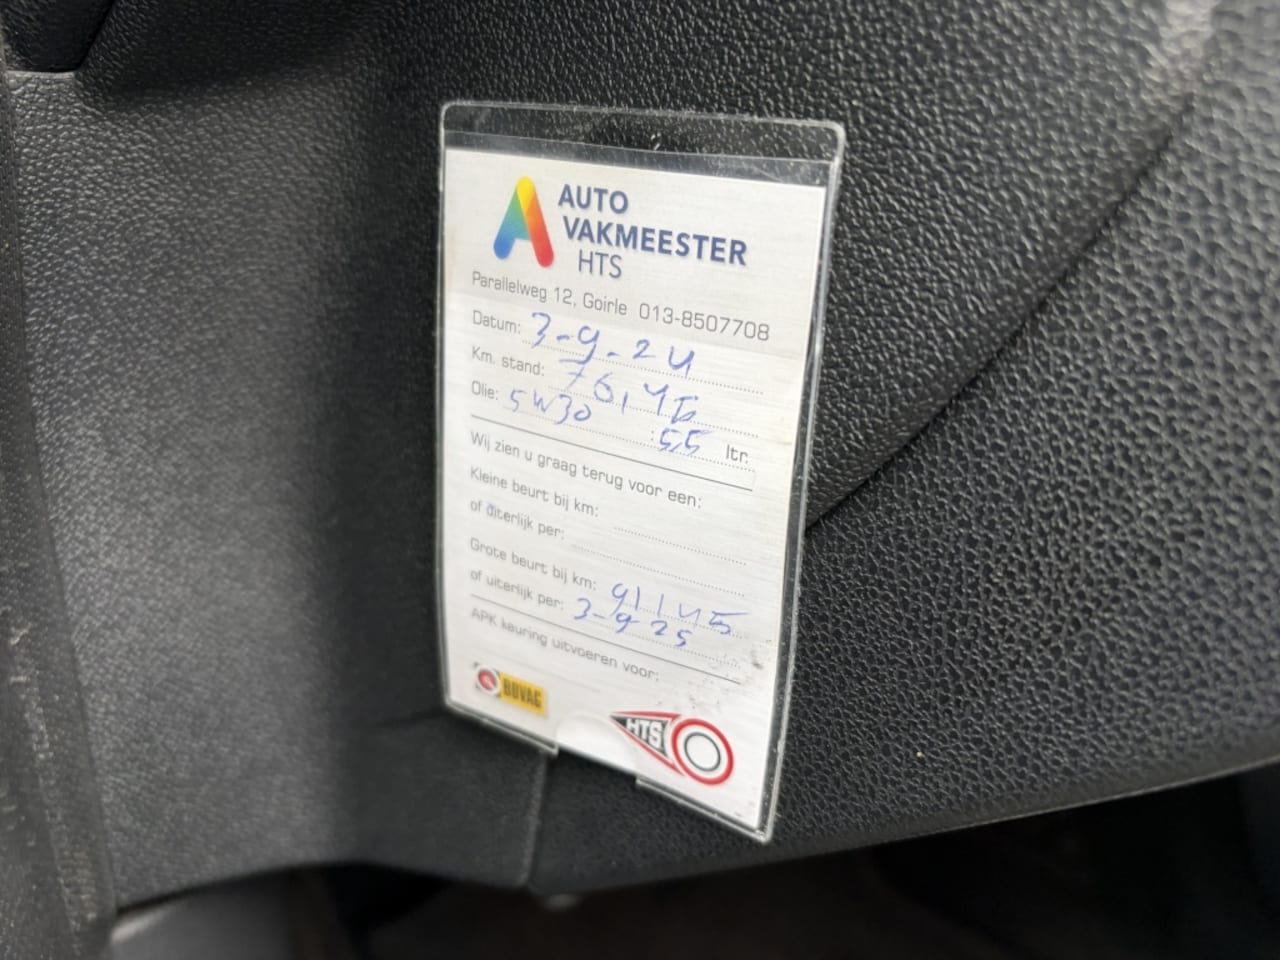 AUTO
VAKMEESTER
HTS
Parallelweg 12, Goirle 013-8507708
Datum: 3-9-24
Km. stand: 76,145
Olie: 5W30 5,5 ltr.
Wij zien u graag terug voor een:
Kleine beurt bij km:
of uiterlijk per:
Grote beurt bij km: 91145
of uiterlijk per: 3-9-25
APK keuring uitvoeren voor:
BOVAG
HTS